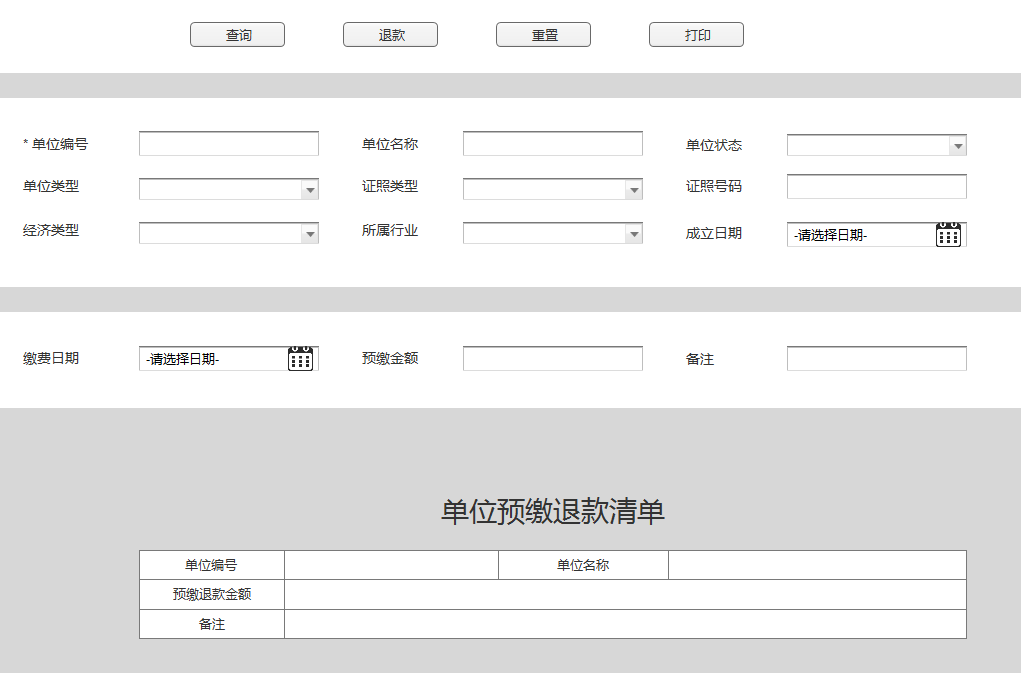 查询 退款 重置 打印
* 单位编号 单位名称 单位状态
单位类型 证照类型 证照号码
经济类型 所属行业 成立日期 -请选择日期-
缴费日期 -请选择日期- 预缴金额 备注
单位预缴退款清单
单位编号 单位名称
预缴退款金额
备注